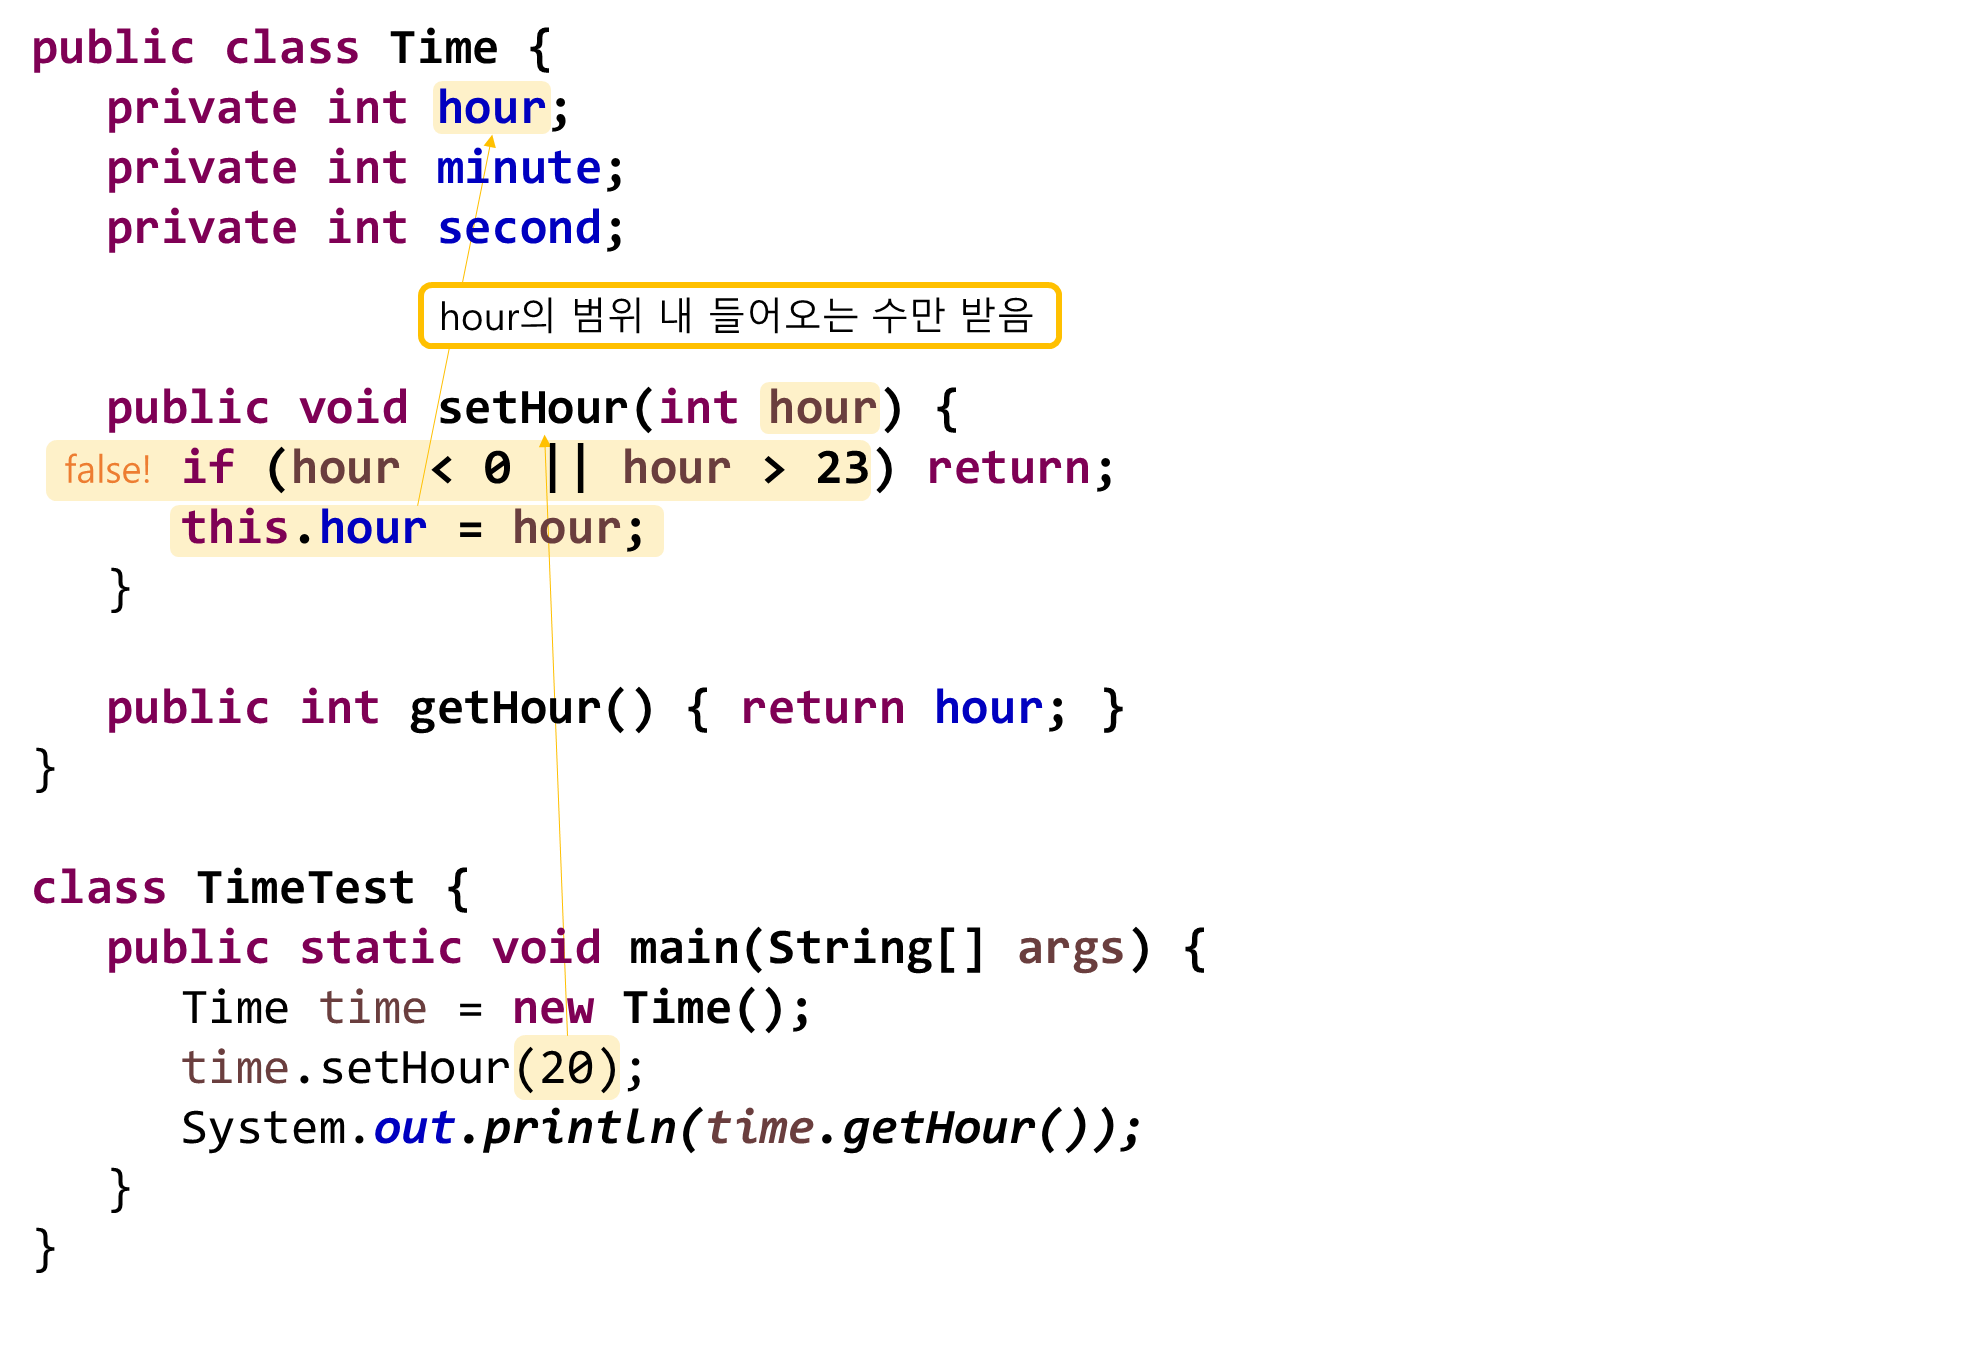 public class Time {
private int hour;
private int minute;
private int second;
hour의 범위 내 들어오는 수만 받음
public void setHour(int hour) {
false! if (hour < 0 || hour > 23) return;
this.hour = hour;
}
public int getHour() { return hour; }
}
class TimeTest {
public static void main(String[] args) {
Time time = new Time();
time.setHour(20);
System.out.println(time.getHour());
}
}